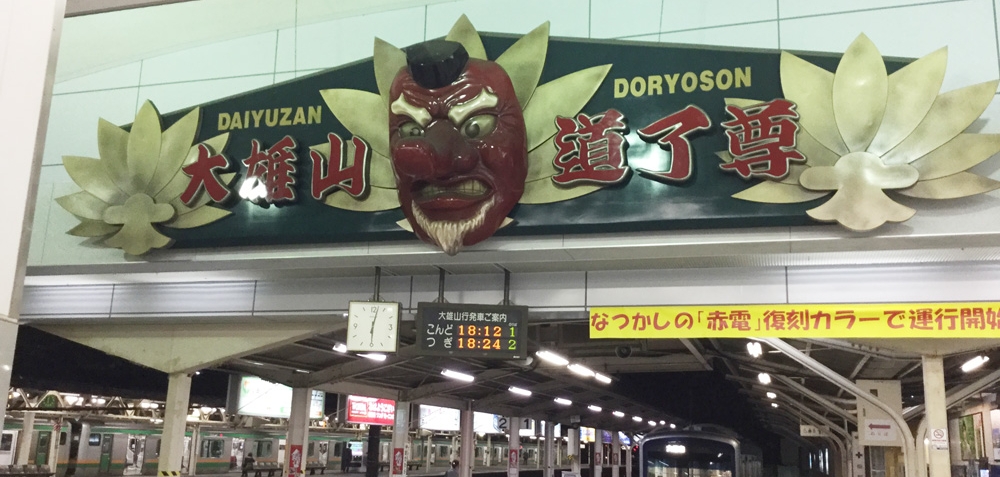 DAIYUZAN
大雄山
DORYOSON
道了尊
大雄山行発車ご案内
こんど 18:12 1
つぎ 18:24 2
なつかしの「赤電」復刻カラーで運行開始